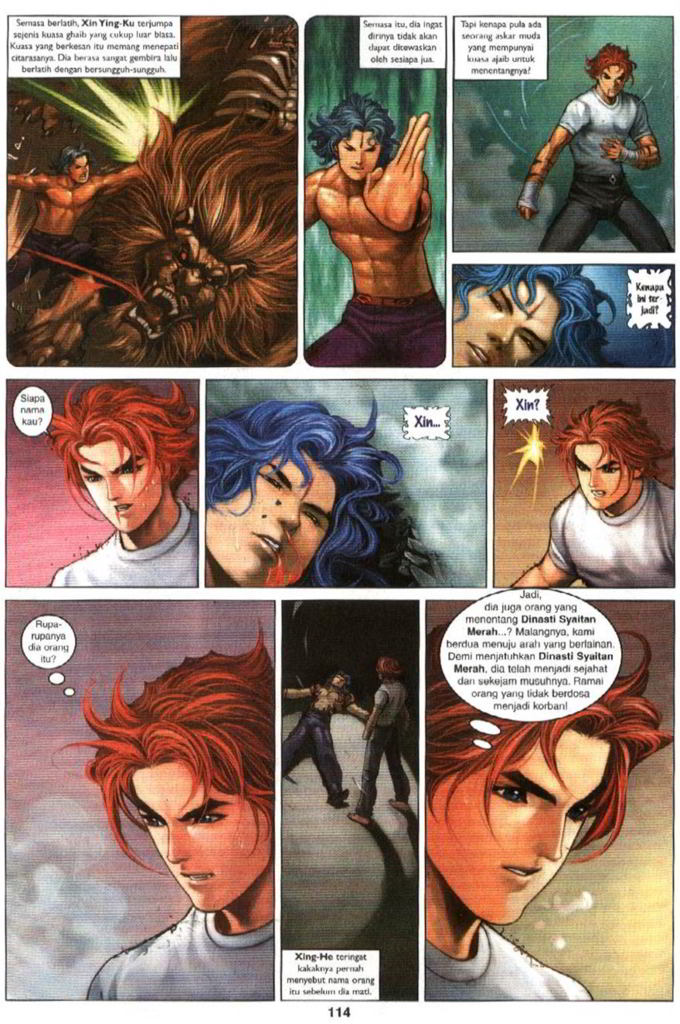 Semasa berlatih, Xin Ying-Ku terjumpa
sejenis kuasa ghaib yang cukup luar biasa.
Kuasa yang berkesan itu memang menepati
citarasanya. Dia berasa sangat gembira lalu
berlatih dengan bersungguh-sungguh.
Semasa itu, dia ingat
dirinya tidak akan
dapat ditewaskan
oleh sesiapa jua.
Tapi kenapa pula ada
seorang askar muda
yang mempunyai
kuasa ajaib untuk
menentangnya?
Kenapa
ini ter-
jadi?
Siapa
nama
kau?
Xin...
Xin?
Rupa-
rupanya
dia orang
itu?
Xing-He teringat
kakaknya pernah
menyebut nama orang
itu sebelum dia mati.
Jadi,
dia juga orang yang
menentang Dinasti Syaitan
Merah...? Malangnya, kami
berdua menuju arah yang berlainan.
Demi menjatuhkan Dinasti Syaitan
Merah, dia telah menjadi sejahat
dan sekejam musuhnya. Ramai
orang yang tidak berdosa
menjadi korban!
114